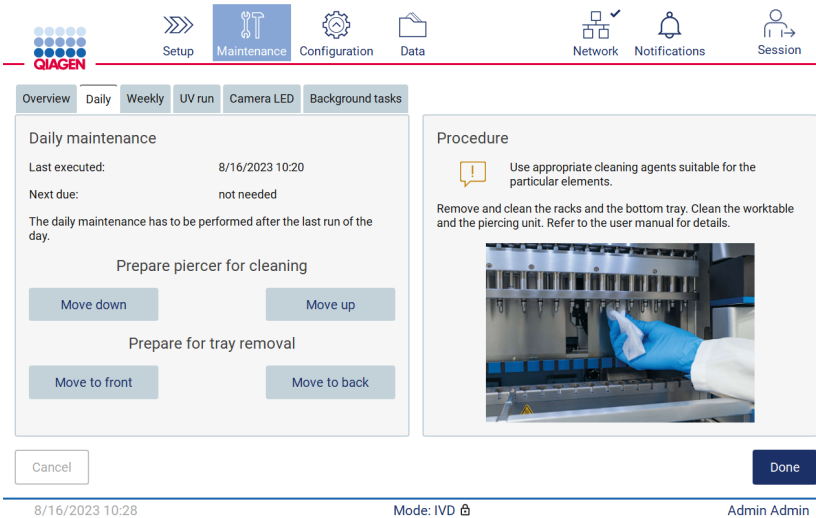 QIAGEN
Setup
Maintenance
Configuration
Data
Network
Notifications
Session
Overview
Daily
Weekly
UV run
Camera LED
Background tasks
Daily maintenance
Last executed: 8/16/2023 10:20
Next due: not needed
The daily maintenance has to be performed after the last run of the
day.
Prepare piercer for cleaning
Move down
Move up
Prepare for tray removal
Move to front
Move to back
Procedure
Use appropriate cleaning agents suitable for the
particular elements.
Remove and clean the racks and the bottom tray. Clean the worktable
and the piercing unit. Refer to the user manual for details.
Cancel
Done
8/16/2023 10:28
Mode: IVD
Admin Admin